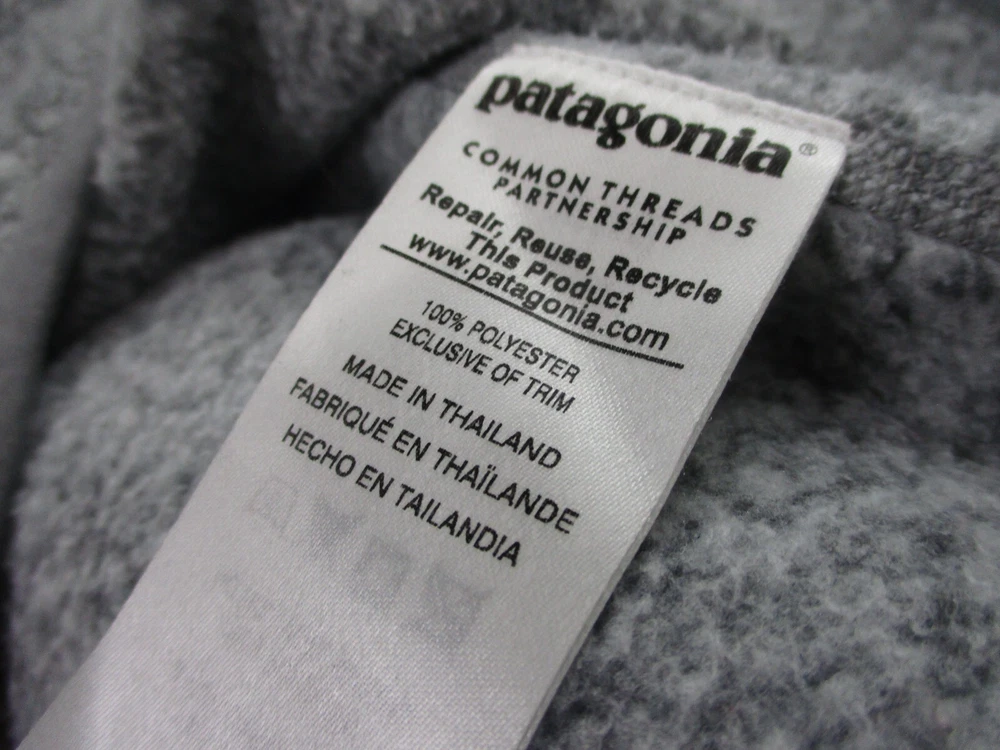 patagonia®
COMMON THREADS
PARTNERSHIP
Repair, Reuse, Recycle
This Product
www.patagonia.com
100% POLYESTER
EXCLUSIVE OF TRIM
MADE IN THAILAND
FABRIQUÉ EN THAÏLANDE
HECHO EN TAILANDIA